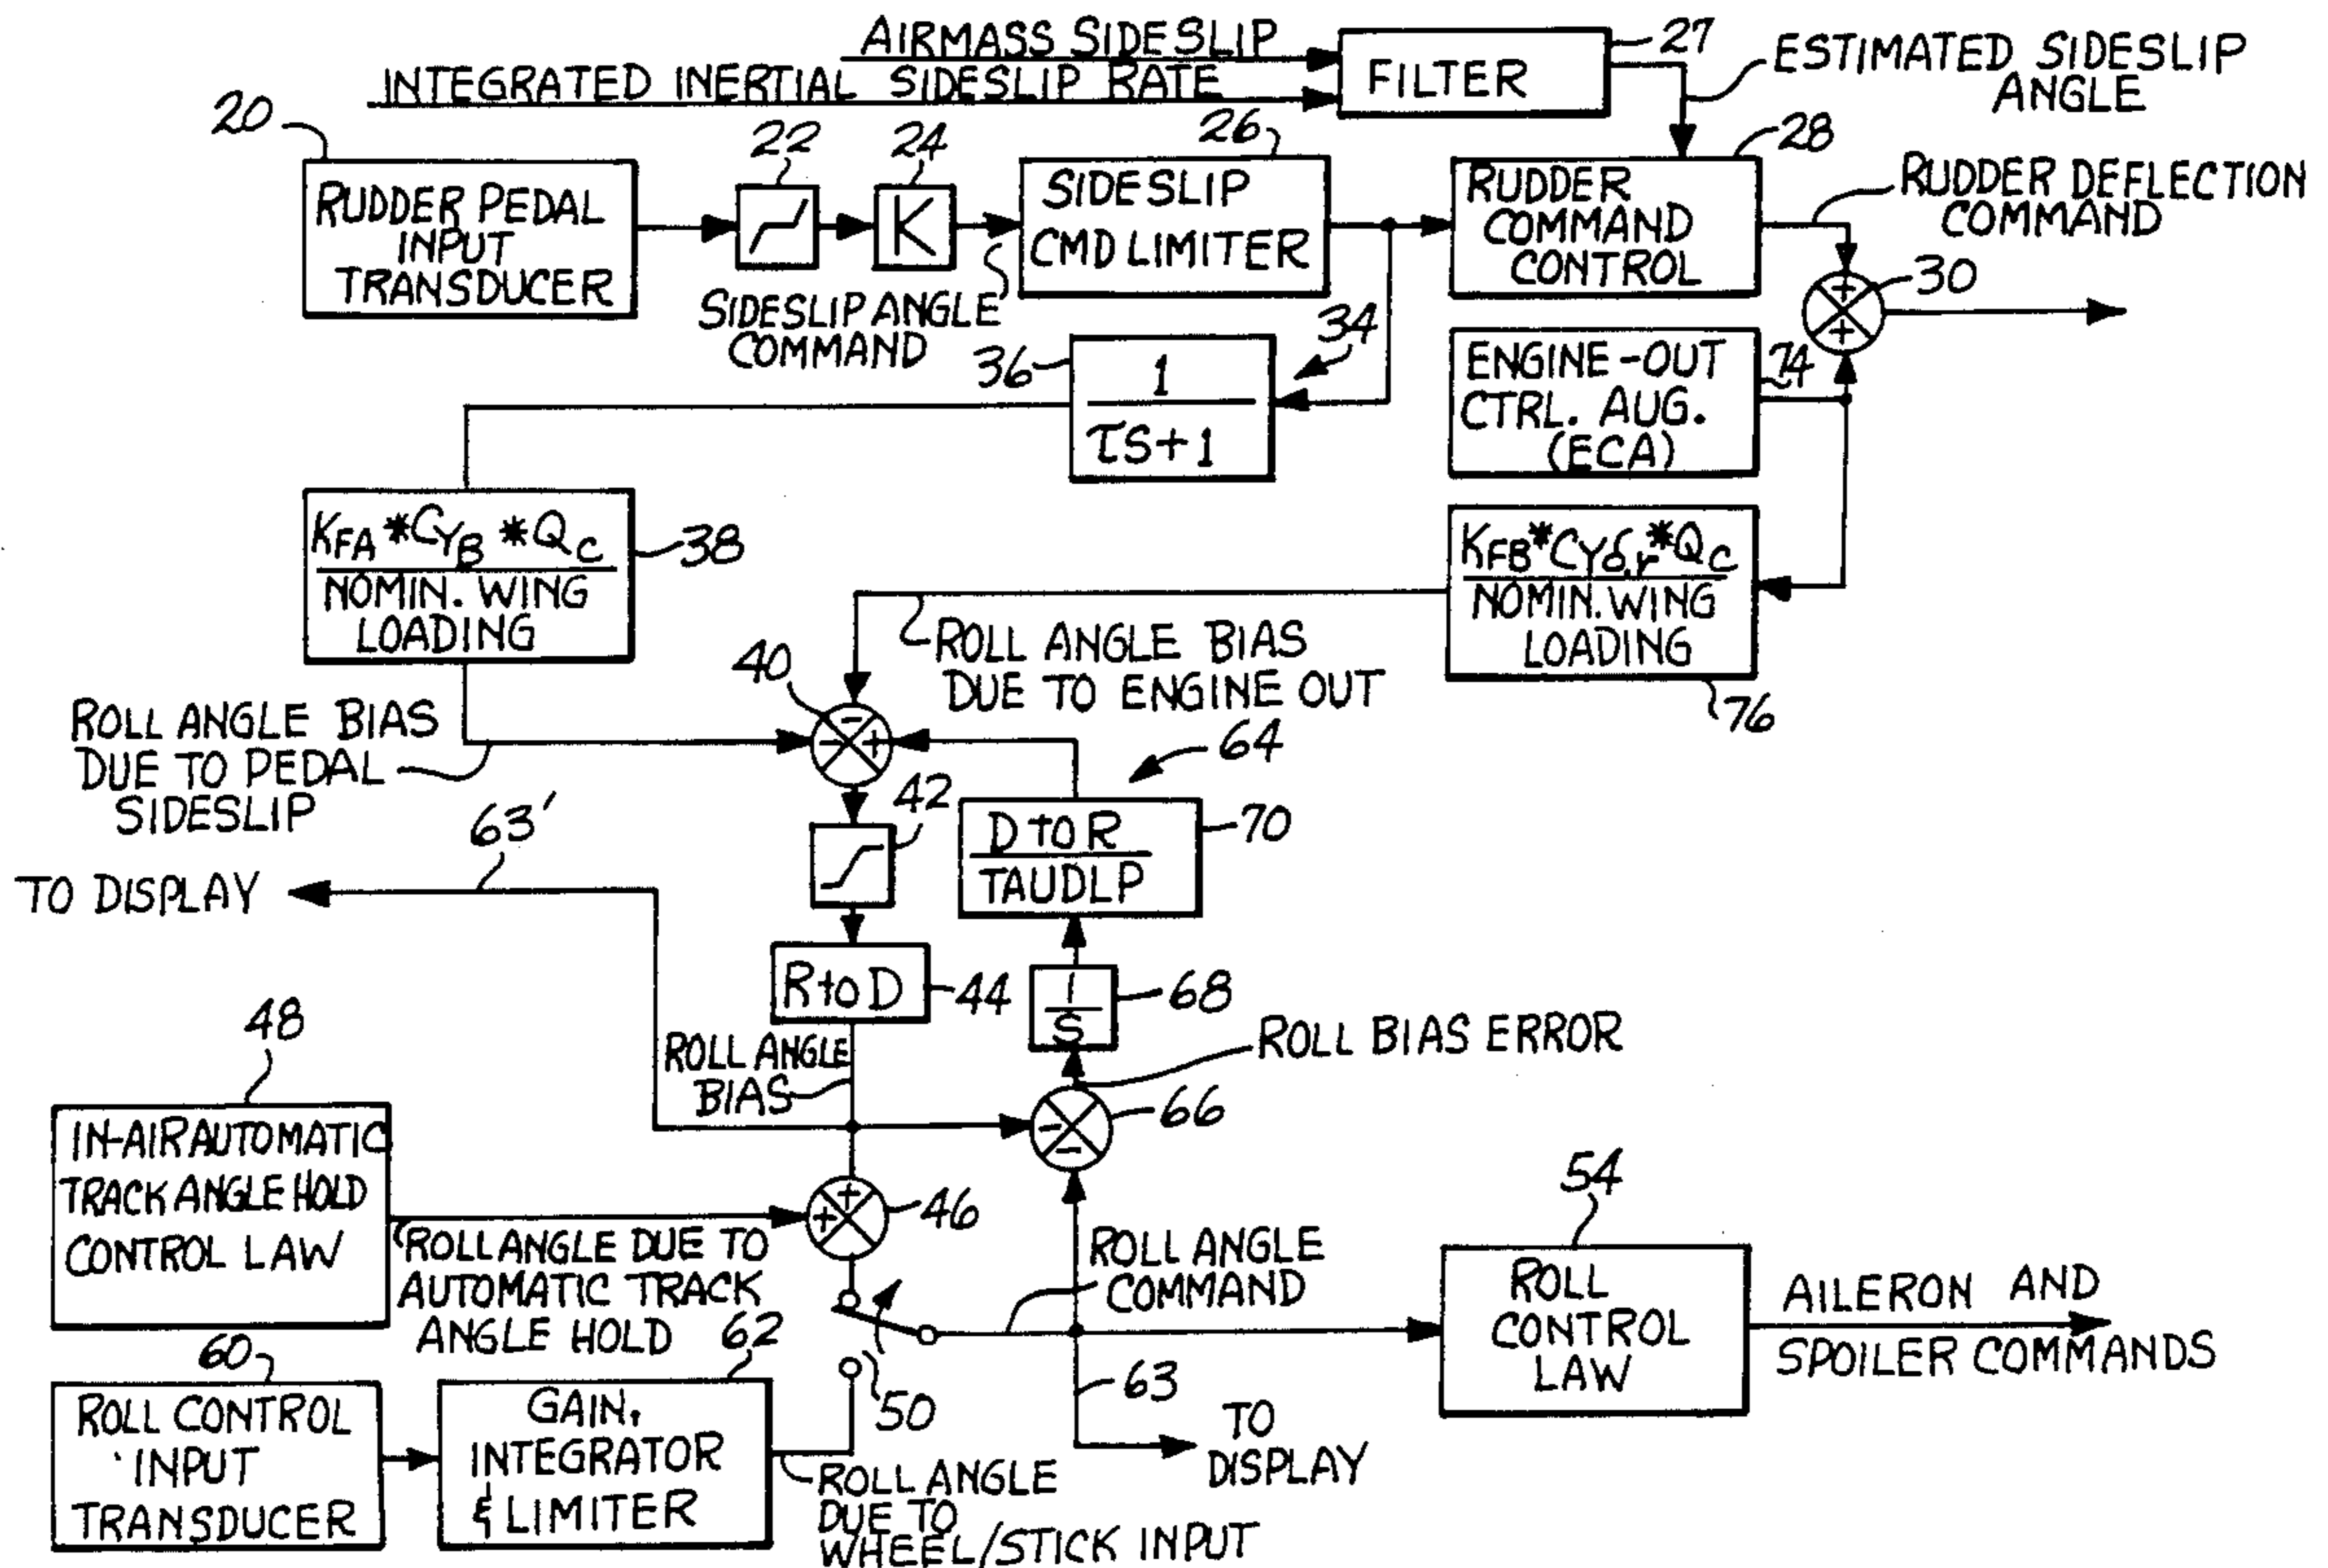 AIRMASS SIDESLIP
INTEGRATED INERTIAL SIDESLIP RATE
FILTER
27
ESTIMATED SIDESLIP
ANGLE
20
RUDDER PEDAL
INPUT
TRANSDUCER
22
24
K
SIDESLIP ANGLE
COMMAND
26
SIDESLIP
CMD LIMITER
28
RUDDER
COMMAND
CONTROL
RUDDER DEFLECTION
COMMAND
+
+
30
34
36
1
τS+1
ENGINE-OUT
CTRL. AUG.
(ECA)
74
KFA*CYB*QC
NOMIN. WING
LOADING
38
KFB*CYδr*QC
NOMIN. WING
LOADING
76
ROLL ANGLE BIAS
DUE TO ENGINE OUT
ROLL ANGLE BIAS
DUE TO PEDAL
SIDESLIP
40
-
-
+
64
42
D to R
TAUDLP
70
63'
TO DISPLAY
R to D
44
1
S
68
ROLL BIAS ERROR
ROLL ANGLE
BIAS
-
-
66
48
IN-AIR AUTOMATIC
TRACK ANGLE HOLD
CONTROL LAW
ROLL ANGLE DUE TO
AUTOMATIC TRACK
ANGLE HOLD
+
+
46
ROLL ANGLE
COMMAND
54
ROLL
CONTROL
LAW
AILERON AND
SPOILER COMMANDS
60
ROLL CONTROL
INPUT
TRANSDUCER
62
GAIN,
INTEGRATOR
& LIMITER
50
ROLL ANGLE
DUE TO
WHEEL/STICK INPUT
63
TO
DISPLAY